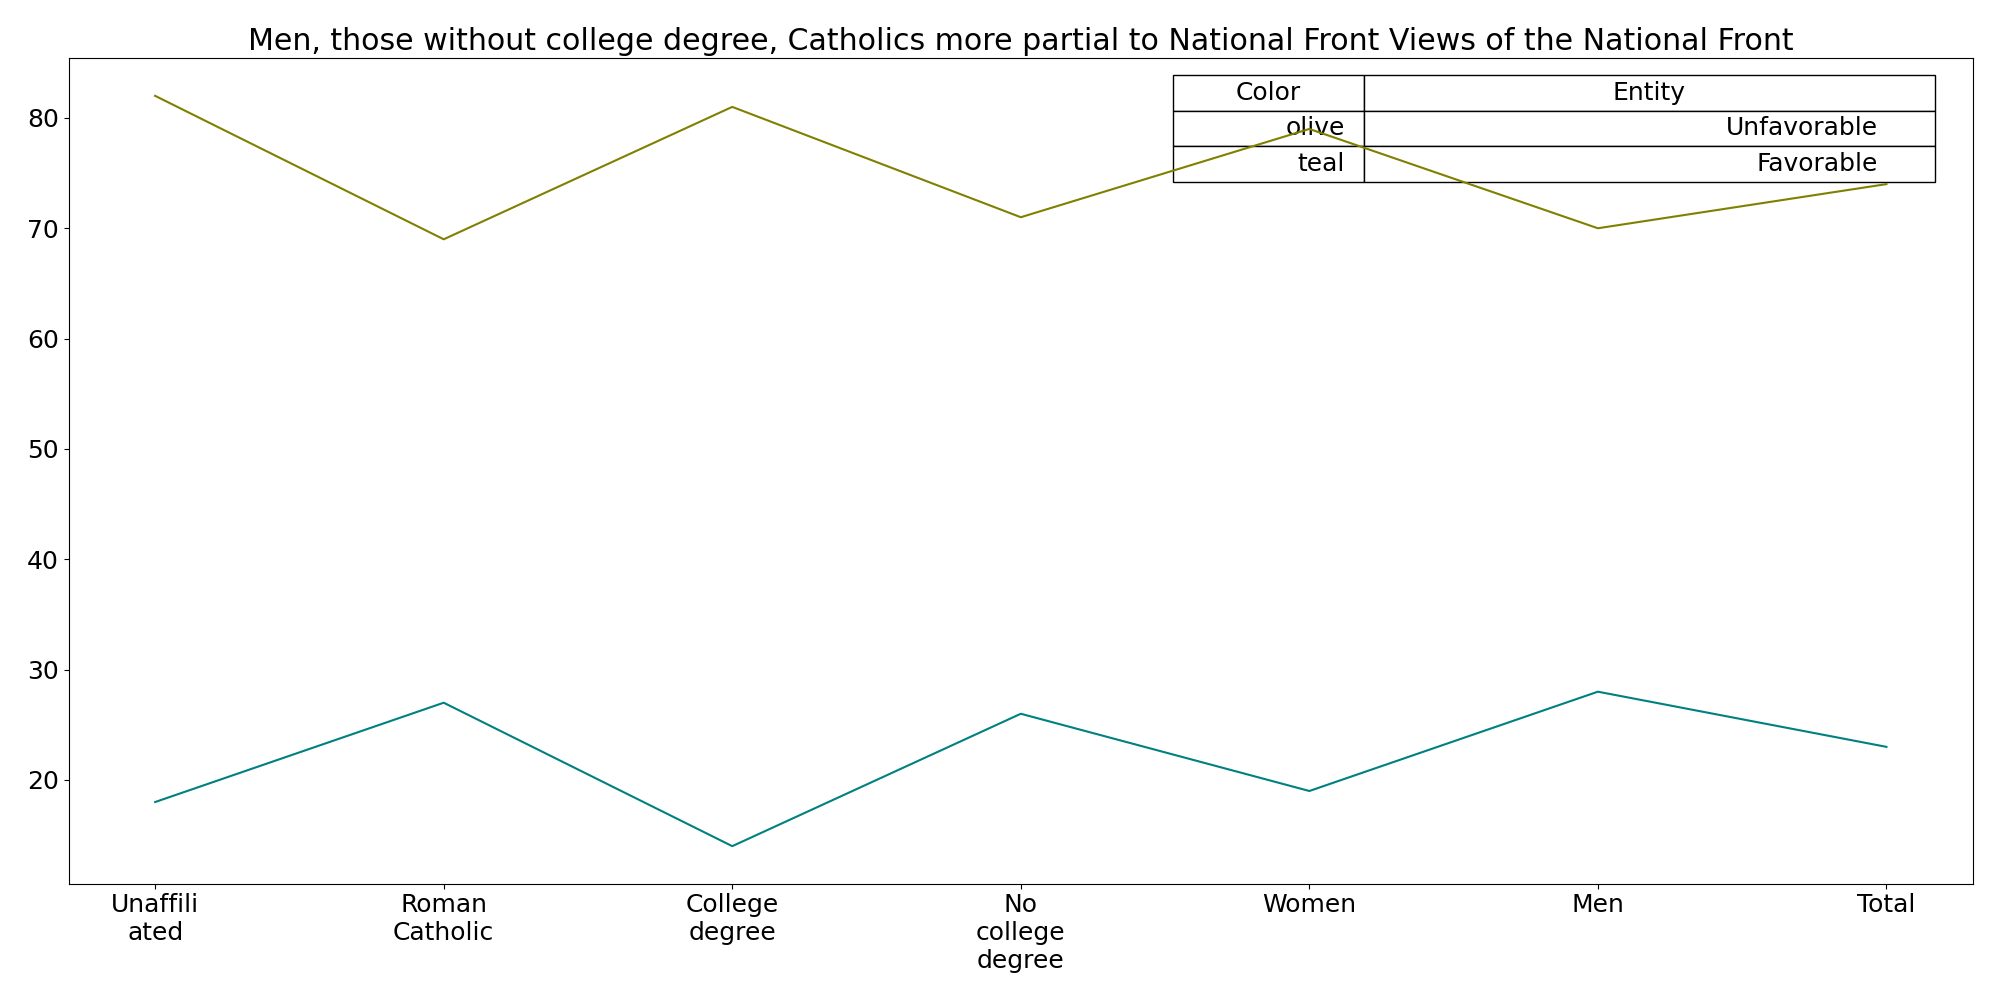 Men, those without college degree, Catholics more partial to National Front Views of the National Front
Color Entity
olive Unfavorable
teal Favorable
80
70
60
50
40
30
20
Unaffili
ated
Roman
Catholic
College
degree
No
college
degree
Women
Men
Total